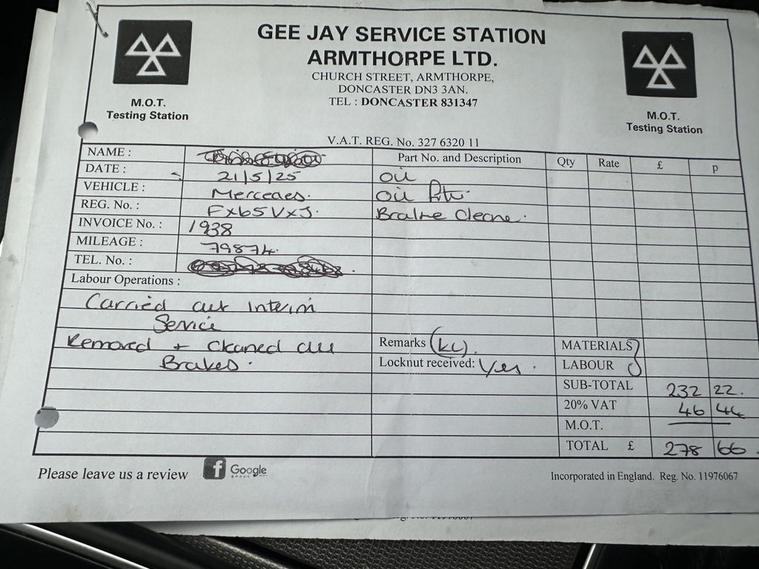 GEE JAY SERVICE STATION
ARMTHORPE LTD.
CHURCH STREET, ARMTHORPE,
DONCASTER DN3 3AN.
TEL : DONCASTER 831347
M.O.T.
Testing Station
M.O.T.
Testing Station
V.A.T. REG. No. 327 6320 11
NAME :
Part No. and Description Qty Rate £ p
DATE : 21/5/25 Oil
VEHICLE : Mercedes. Oil filter.
REG. No. : FX65VXJ. Brake Cleane.
INVOICE No. : 1938
MILEAGE : 79874.
TEL. No. :
Labour Operations :
Carried out Interim
Service
Removed + Cleaned all
Brakes.
Remarks (KL).
Locknut received: Yes.
MATERIALS
LABOUR
SUB-TOTAL 232 22.
20% VAT 46 44
M.O.T.
TOTAL £ 278 66
Please leave us a review f Google
Incorporated in England. Reg. No. 11976067